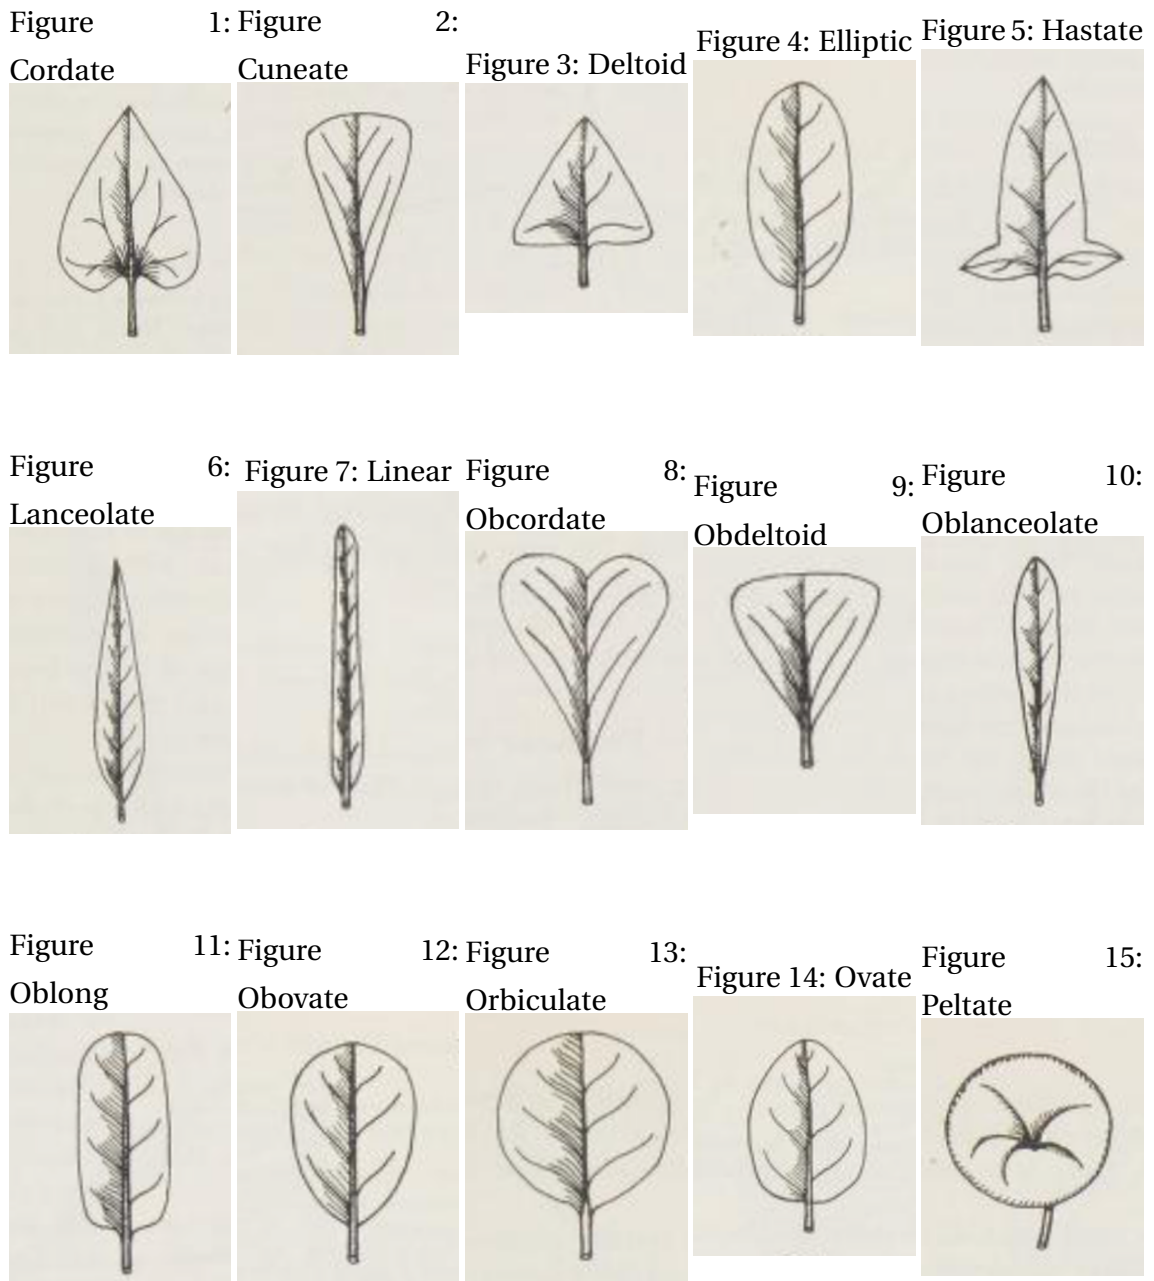 Figure 1:
Cordate
Figure 2:
Cuneate
Figure 3: Deltoid
Figure 4: Elliptic
Figure 5: Hastate
Figure 6:
Lanceolate
Figure 7: Linear
Figure 8:
Obcordate
Figure 9:
Obdeltoid
Figure 10:
Oblanceolate
Figure 11:
Oblong
Figure 12:
Obovate
Figure 13:
Orbiculate
Figure 14: Ovate
Figure 15:
Peltate